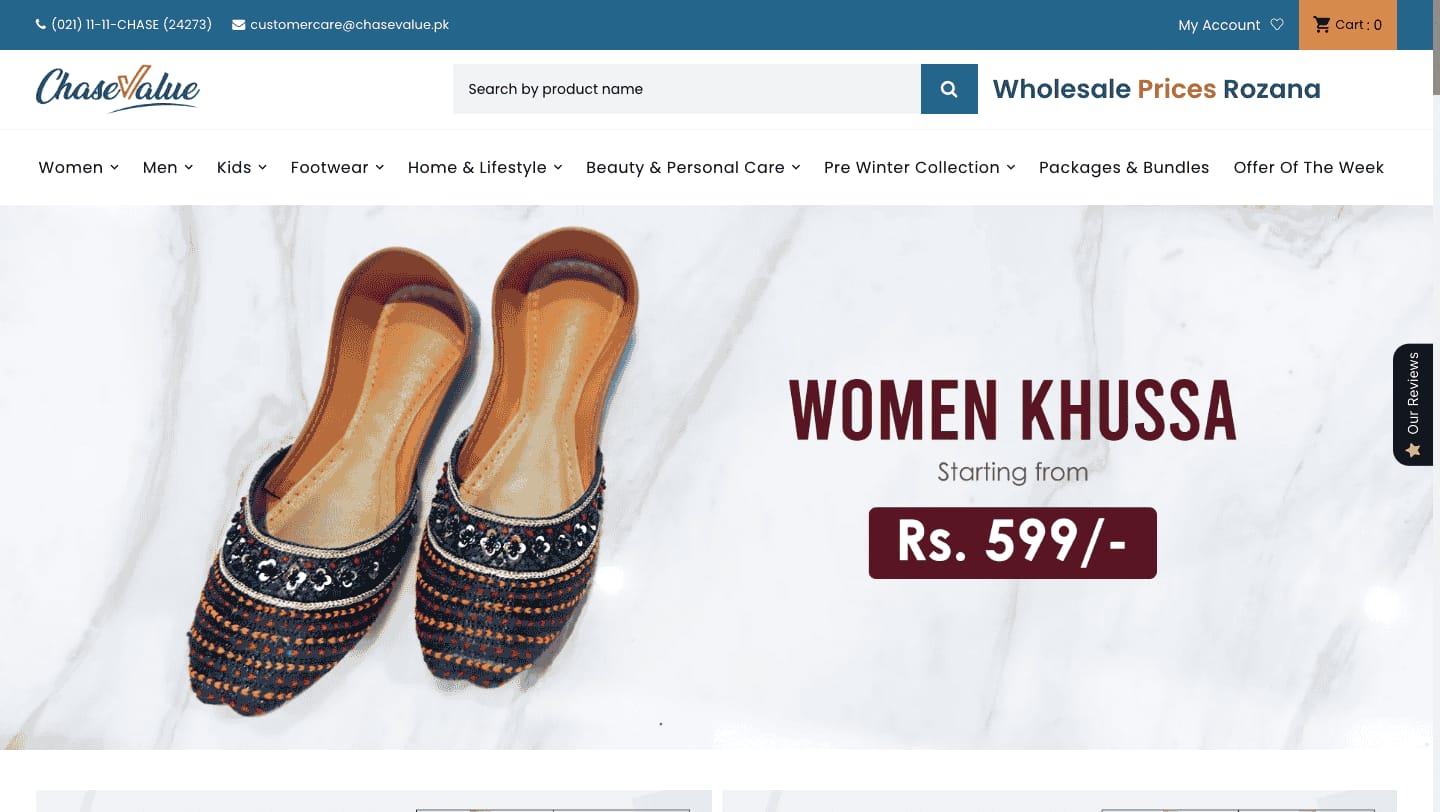 (021) 11-11-CHASE (24273) customercare@chasevalue.pk My Account Cart : 0
ChaseValue Search by product name Wholesale Prices Rozana
Women Men Kids Footwear Home & Lifestyle Beauty & Personal Care Pre Winter Collection Packages & Bundles Offer Of The Week
WOMEN KHUSSA
Starting from
Rs. 599/-
Our Reviews